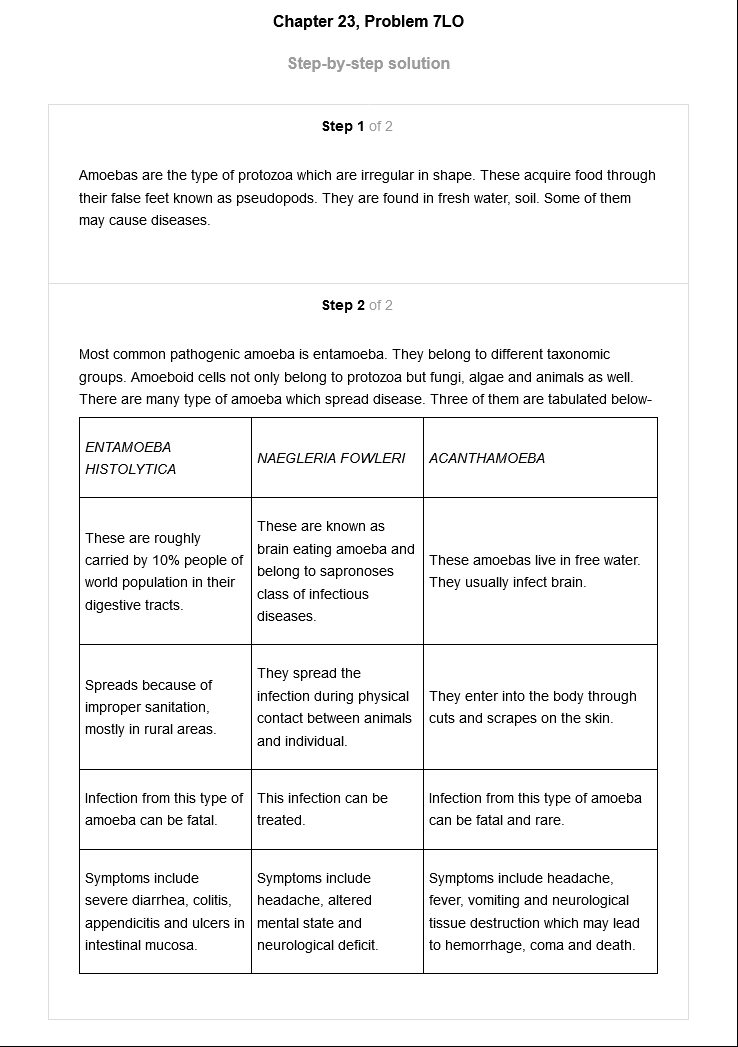 Chapter 23, Problem 7LO
Step-by-step solution
Step 1 of 2
Amoebas are the type of protozoa which are irregular in shape. These acquire food through
their false feet known as pseudopods. They are found in fresh water, soil. Some of them
may cause diseases.
Step 2 of 2
Most common pathogenic amoeba is entamoeba. They belong to different taxonomic
groups. Amoeboid cells not only belong to protozoa but fungi, algae and animals as well.
There are many type of amoeba which spread disease. Three of them are tabulated below-
ENTAMOEBA
HISTOLYTICA
NAEGLERIA FOWLERI
ACANTHAMOEBA
These are roughly
carried by 10% people of
world population in their
digestive tracts.
These are known as
brain eating amoeba and
belong to sapronoses
class of infectious
diseases.
These amoebas live in free water.
They usually infect brain.
Spreads because of
improper sanitation,
mostly in rural areas.
They spread the
infection during physical
contact between animals
and individual.
They enter into the body through
cuts and scrapes on the skin.
Infection from this type of
amoeba can be fatal.
This infection can be
treated.
Infection from this type of amoeba
can be fatal and rare.
Symptoms include
severe diarrhea, colitis,
appendicitis and ulcers in
intestinal mucosa.
Symptoms include
headache, altered
mental state and
neurological deficit.
Symptoms include headache,
fever, vomiting and neurological
tissue destruction which may lead
to hemorrhage, coma and death.